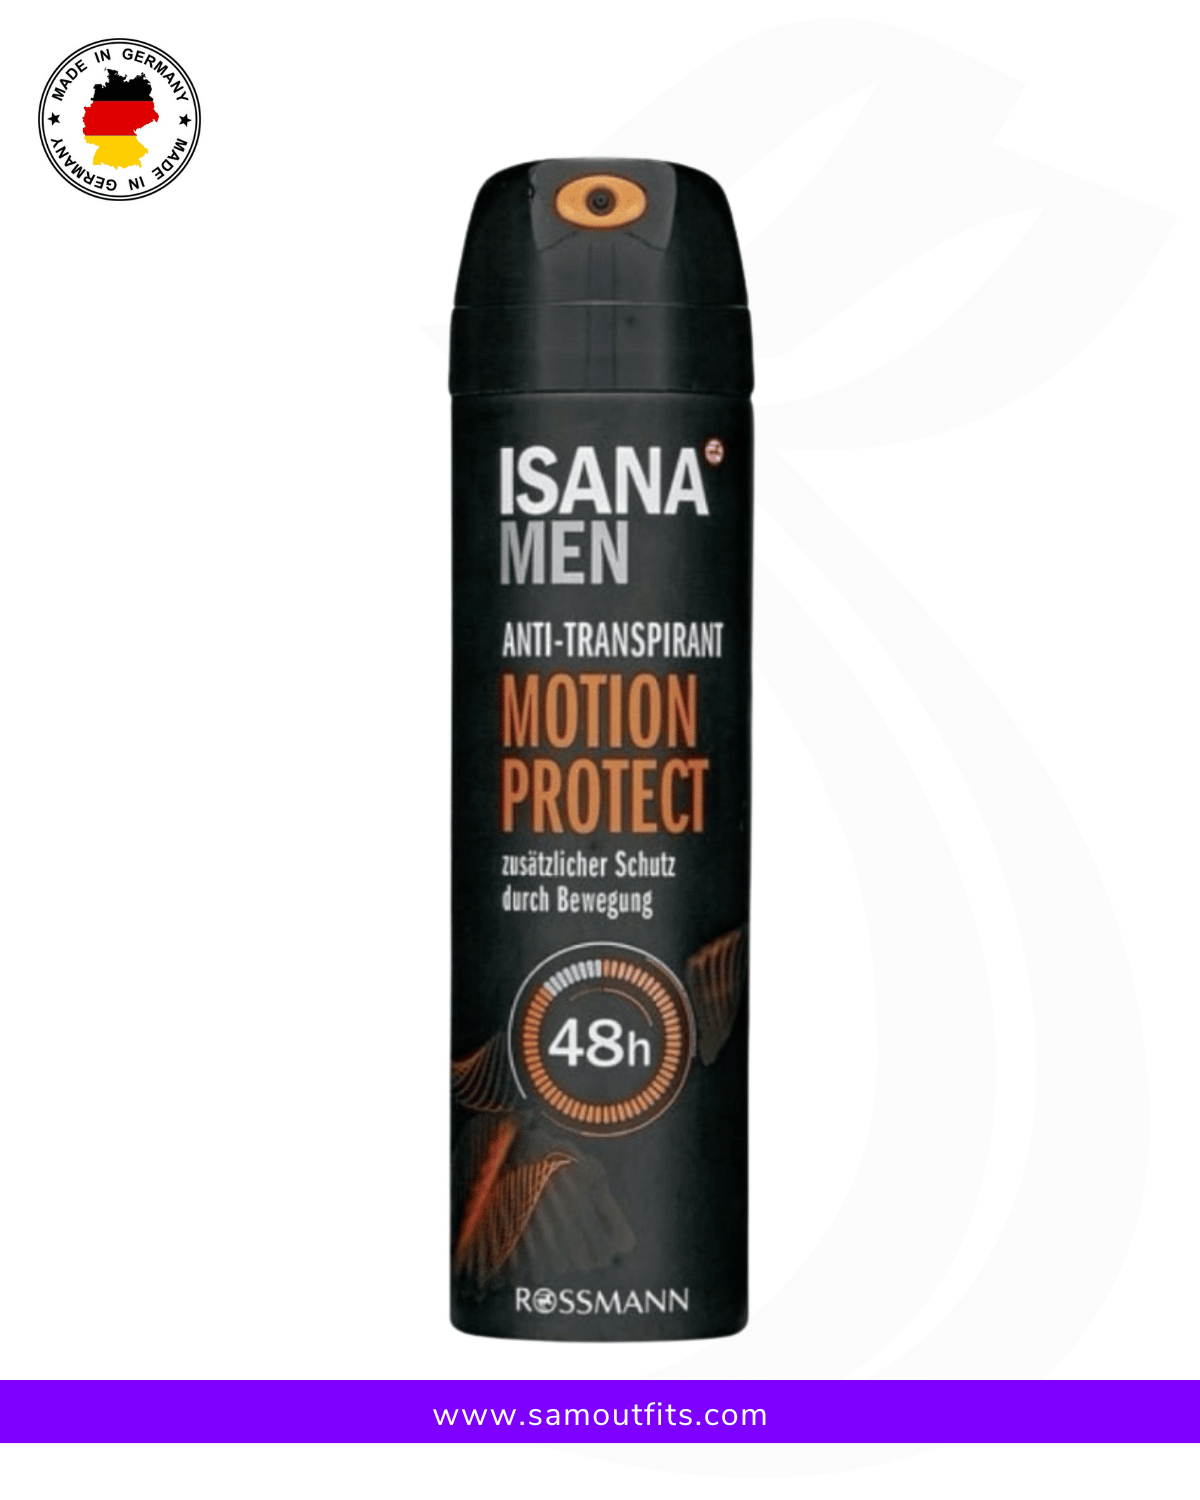 MADE IN GERMANY
MADE IN GERMANY
ISANA
MEN
ANTI-TRANSPIRANT
MOTION
PROTECT
zusätzlicher Schutz
durch Bewegung
48h
ROSSMANN
www.samoutfits.com